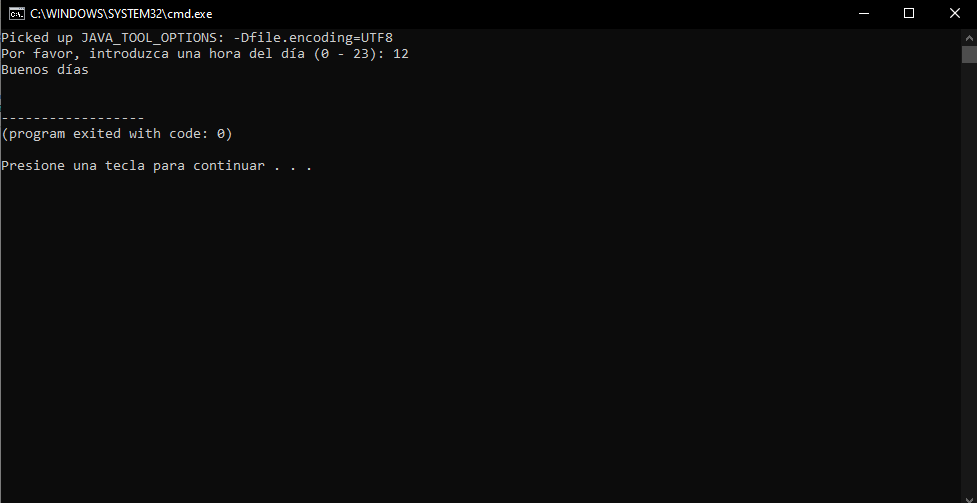 C:\WINDOWS\SYSTEM32\cmd.exe
Picked up JAVA_TOOL_OPTIONS: -Dfile.encoding=UTF8
Por favor, introduzca una hora del día (0 - 23): 12
Buenos días
------------------
(program exited with code: 0)
Presione una tecla para continuar . . .